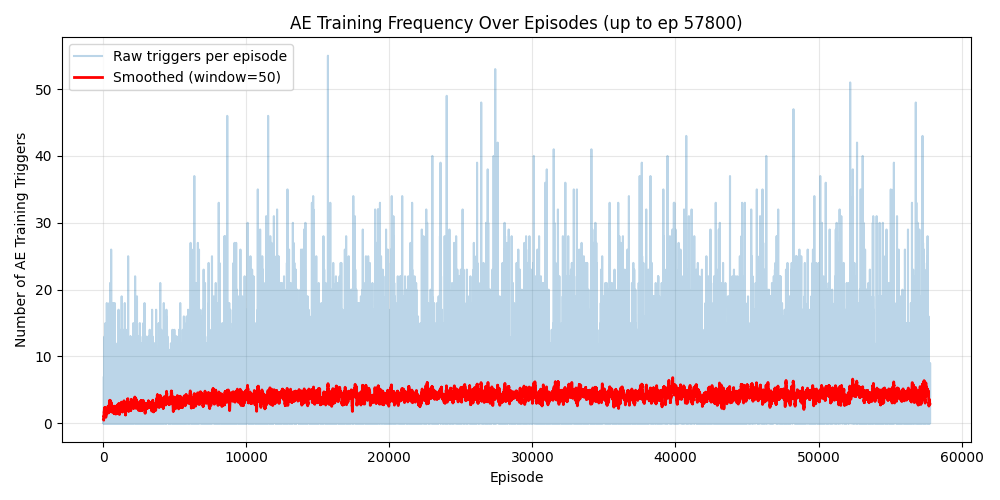 AE Training Frequency Over Episodes (up to ep 57800)
Raw triggers per episode
Smoothed (window=50)
Number of AE Training Triggers
50
40
30
20
10
0
0 10000 20000 30000 40000 50000 60000
Episode